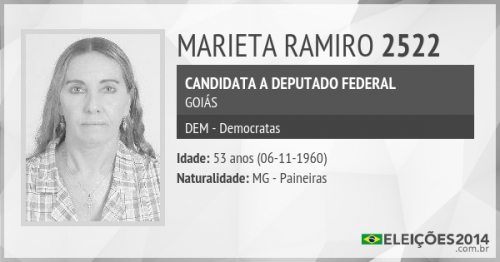 MARIETA RAMIRO 2522
CANDIDATA A DEPUTADO FEDERAL
GOIÁS
DEM - Democratas
Idade: 53 anos (06-11-1960)
Naturalidade: MG - Paineiras
ELEIÇÕES2014
.com.br